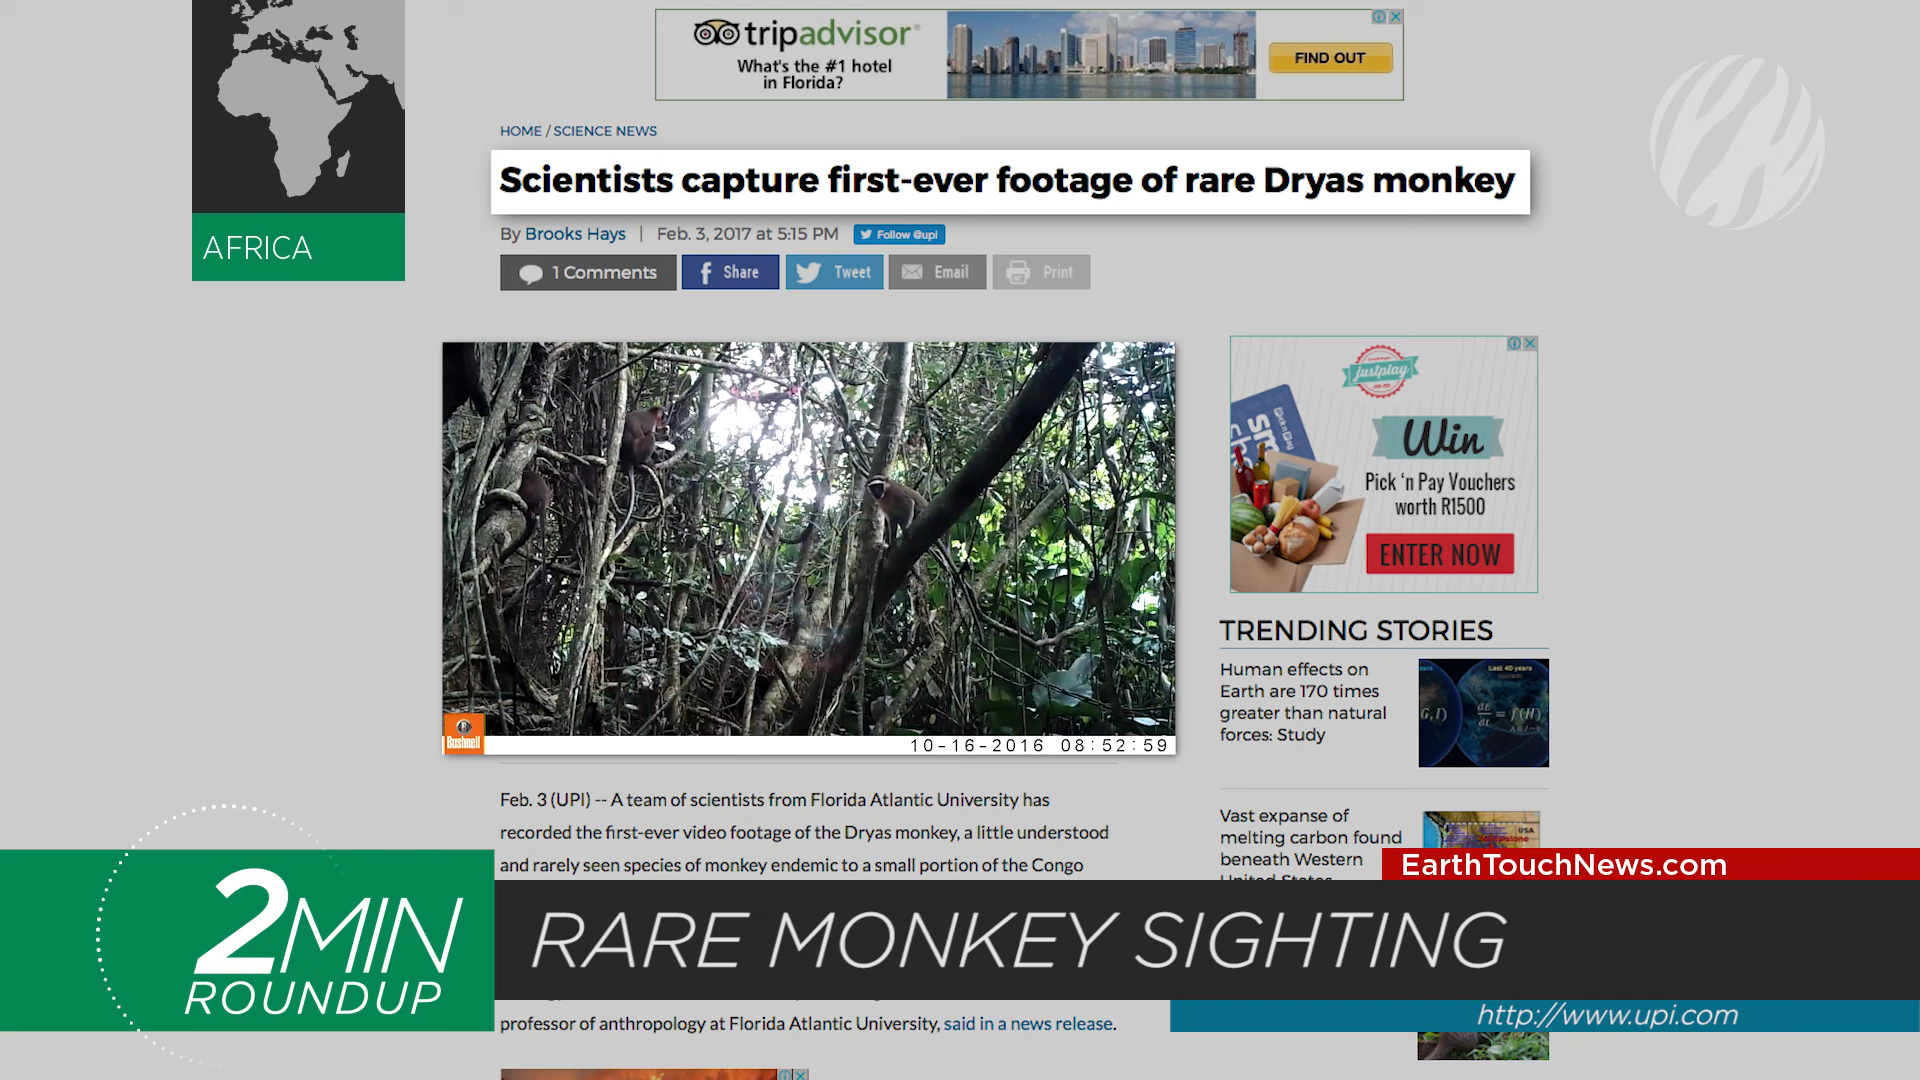 tripadvisor®
What's the #1 hotel
in Florida?
FIND OUT
HOME / SCIENCE NEWS
Scientists capture first-ever footage of rare Dryas monkey
By Brooks Hays | Feb. 3, 2017 at 5:15 PM
Follow @upi
AFRICA
1 Comments
Share
Tweet
Email
Print
Bushnell
10-16-2016 08:52:59
justplay
Win
Pick 'n Pay Vouchers
worth R1500
ENTER NOW
TRENDING STORIES
Human effects on
Earth are 170 times
greater than natural
forces: Study
Last 40 years
Vast expanse of
melting carbon found
beneath Western
United States
USA
Feb. 3 (UPI) -- A team of scientists from Florida Atlantic University has
recorded the first-ever video footage of the Dryas monkey, a little understood
and rarely seen species of monkey endemic to a small portion of the Congo
EarthTouchNews.com
2MIN
ROUNDUP
RARE MONKEY SIGHTING
professor of anthropology at Florida Atlantic University, said in a news release.
http://www.upi.com